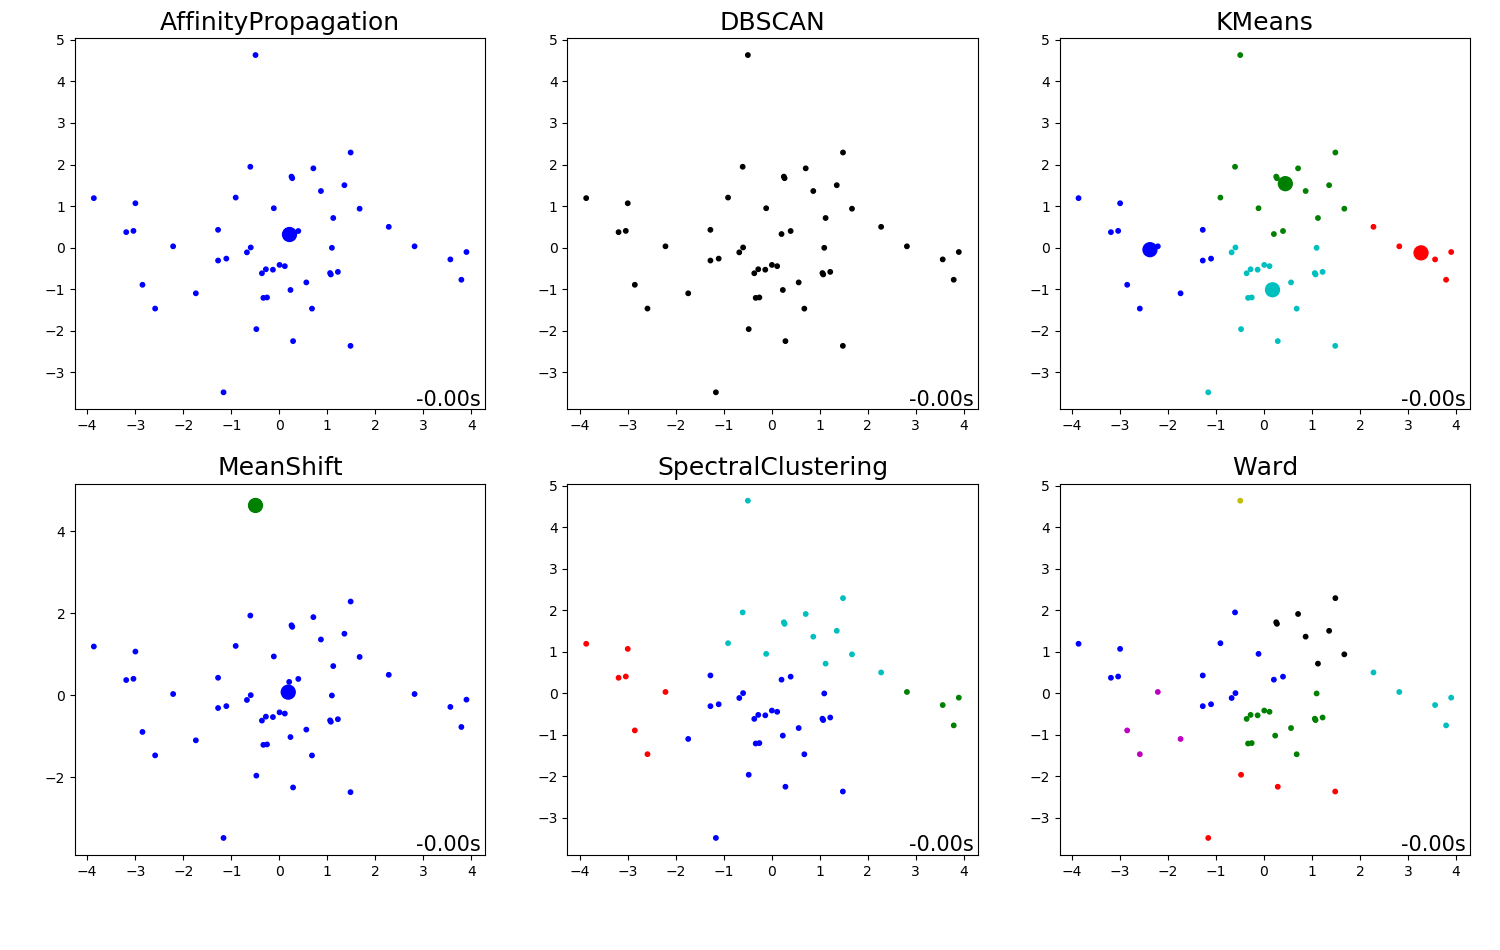 AffinityPropagation DBSCAN KMeans
5 5 5
4 4 4
3 3 3
2 2 2
1 1 1
0 0 0
−1 −1 −1
−2 −2 −2
−3 −3 −3
-0.00s -0.00s -0.00s
−4 −3 −2 −1 0 1 2 3 4 −4 −3 −2 −1 0 1 2 3 4 −4 −3 −2 −1 0 1 2 3 4
MeanShift SpectralClustering Ward
5 5
4 4 4
3 3
2 2 2
1 1
0 0 0
−1 −1
−2 −2 −2
−3 −3
-0.00s -0.00s -0.00s
−4 −3 −2 −1 0 1 2 3 4 −4 −3 −2 −1 0 1 2 3 4 −4 −3 −2 −1 0 1 2 3 4